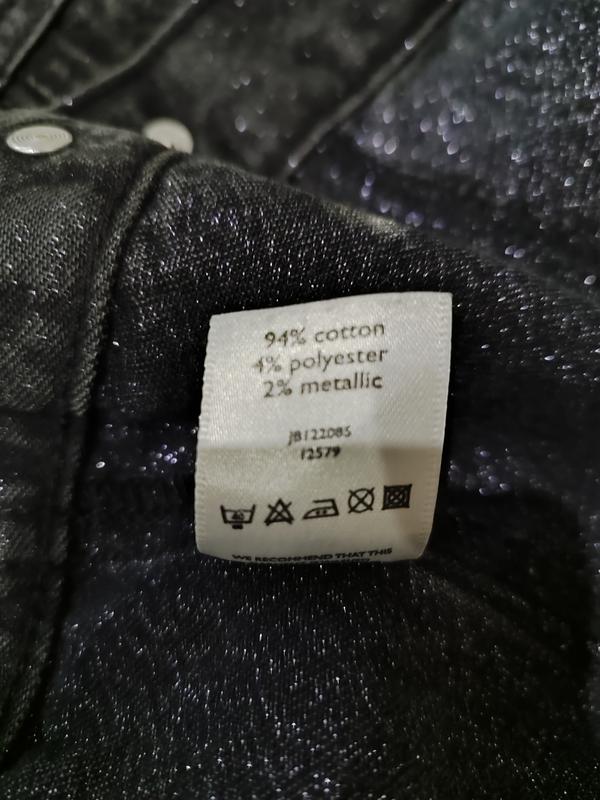 94% cotton
4% polyester
2% metallic
JB122085
12579
WE RECOMMEND THAT THIS